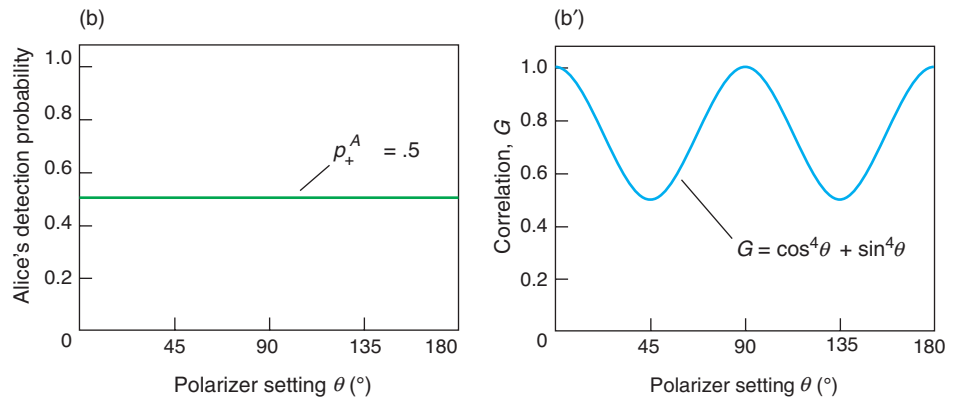 (b)
Alice's detection probability
1.0
0.8
0.6
0.4
0.2
0
p₊ᴬ = .5
45
90
135
180
Polarizer setting θ (°)
(b′)
Correlation, G
1.0
0.8
0.6
0.4
0.2
0
G = cos⁴θ + sin⁴θ
45
90
135
180
Polarizer setting θ (°)